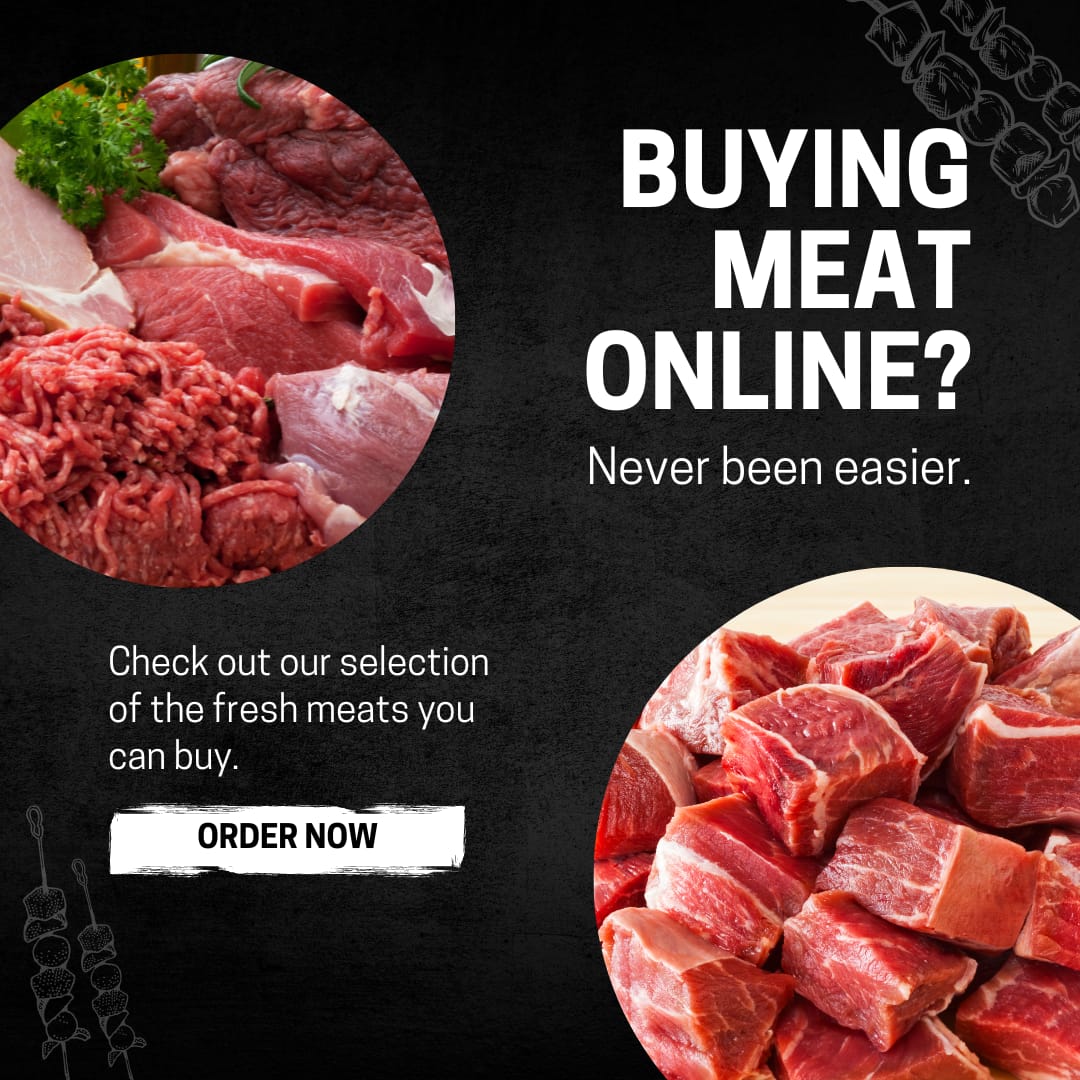 BUYING
MEAT
ONLINE?
Never been easier.
Check out our selection
of the fresh meats you
can buy.
ORDER NOW